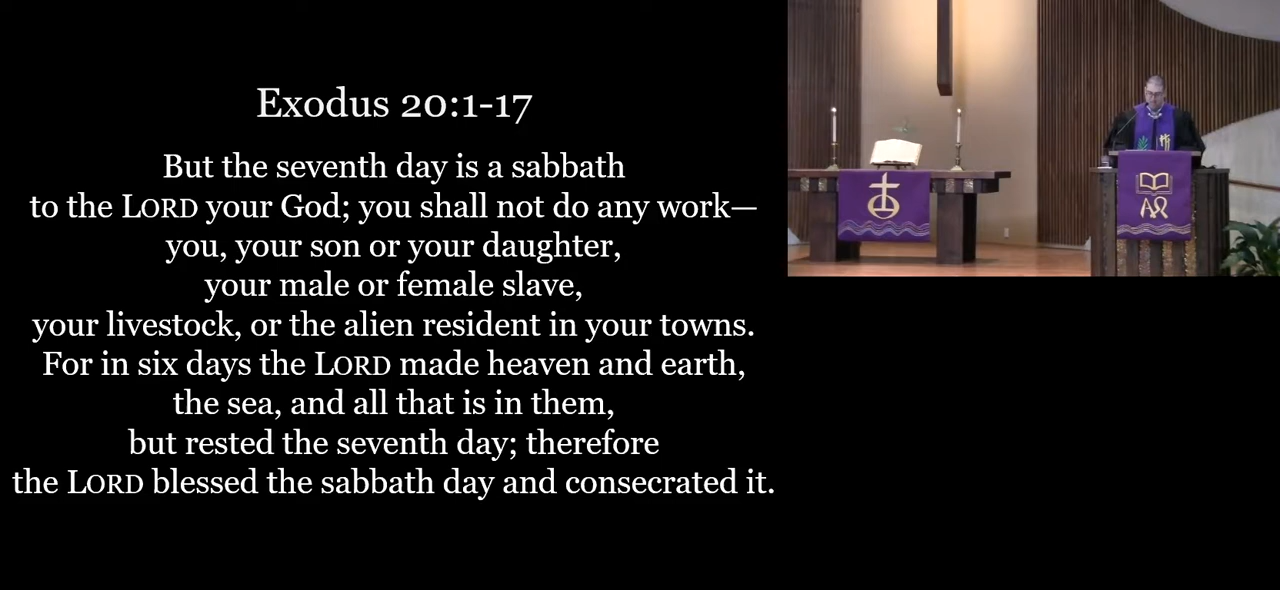 Exodus 20:1-17
But the seventh day is a sabbath
to the LORD your God; you shall not do any work—
you, your son or your daughter,
your male or female slave,
your livestock, or the alien resident in your towns.
For in six days the LORD made heaven and earth,
the sea, and all that is in them,
but rested the seventh day; therefore
the LORD blessed the sabbath day and consecrated it.
ΑΩ